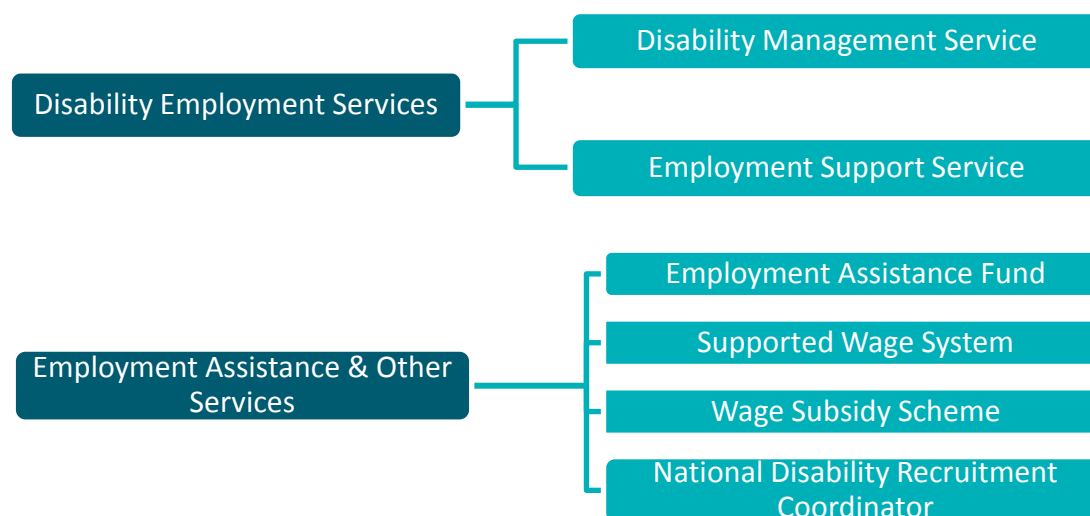 Disability Employment Services
Disability Management Service
Employment Support Service
Employment Assistance & Other
Services
Employment Assistance Fund
Supported Wage System
Wage Subsidy Scheme
National Disability Recruitment
Coordinator